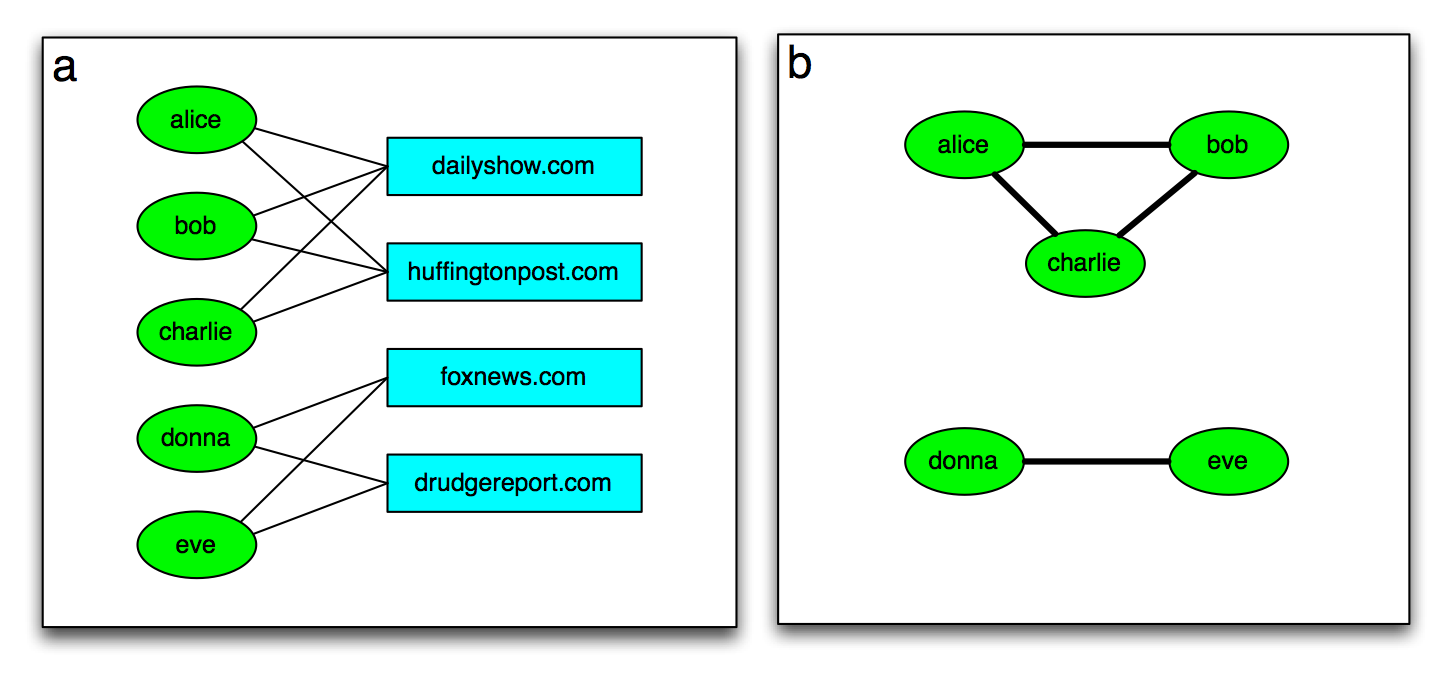 a
alice
dailyshow.com
bob
huffingtonpost.com
charlie
foxnews.com
donna
drudgereport.com
eve
b
alice
bob
charlie
donna
eve